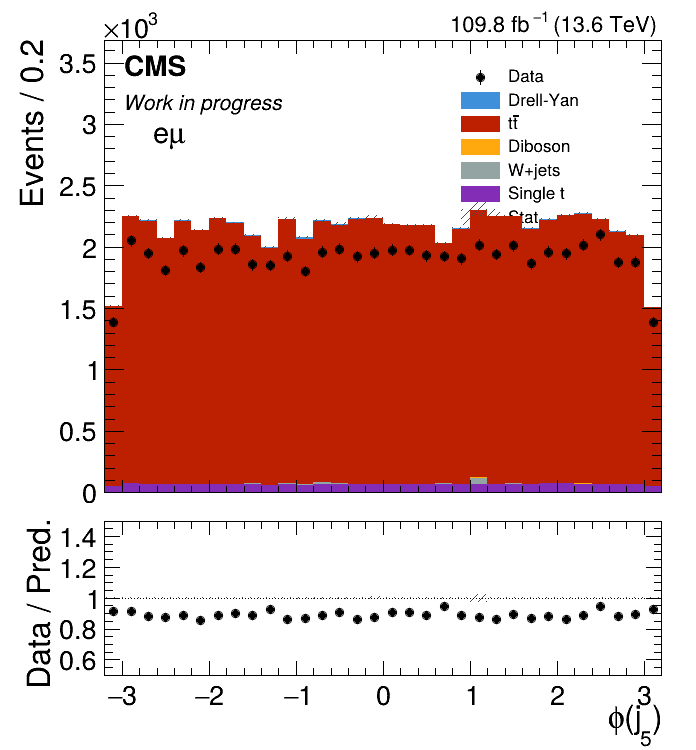 ×10³
109.8 fb⁻¹ (13.6 TeV)
CMS
Work in progress
eμ
Data
Drell-Yan
tt̄
Diboson
W+jets
Single t
Stat.
Events / 0.2
3.5
3
2.5
2
1.5
1
0.5
0
Data / Pred.
1.4
1.2
1
0.8
0.6
−3 −2 −1 0 1 2 3
ϕ(j₅)